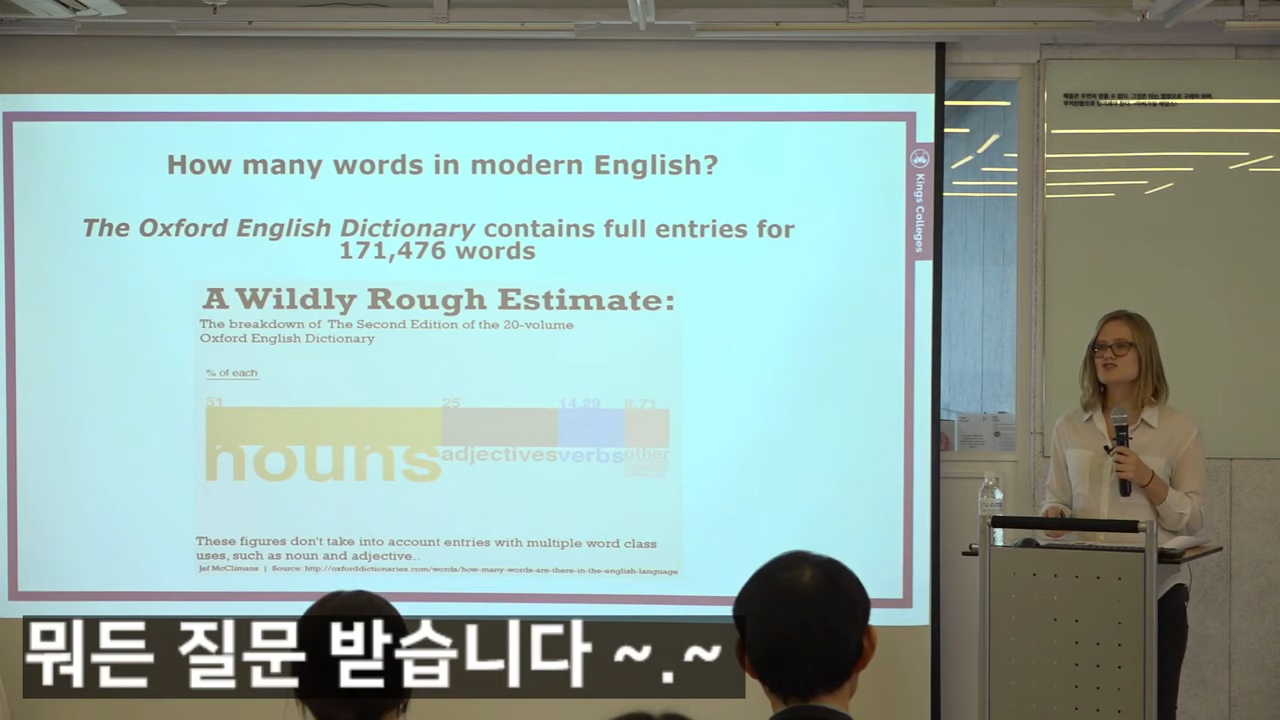 How many words in modern English?
The Oxford English Dictionary contains full entries for
171,476 words
A Wildly Rough Estimate:
The breakdown of The Second Edition of the 20-volume
Oxford English Dictionary
% of each
51 25 14.29 9.71
nouns adjectives verbs other
These figures don't take into account entries with multiple word class
uses, such as noun and adjective..
Jef McClimans | Source: http://oxforddictionaries.com/words/how-many-words-are-there-in-the-english-language
Kings Colleges
뭐든 질문 받습니다 ~.~